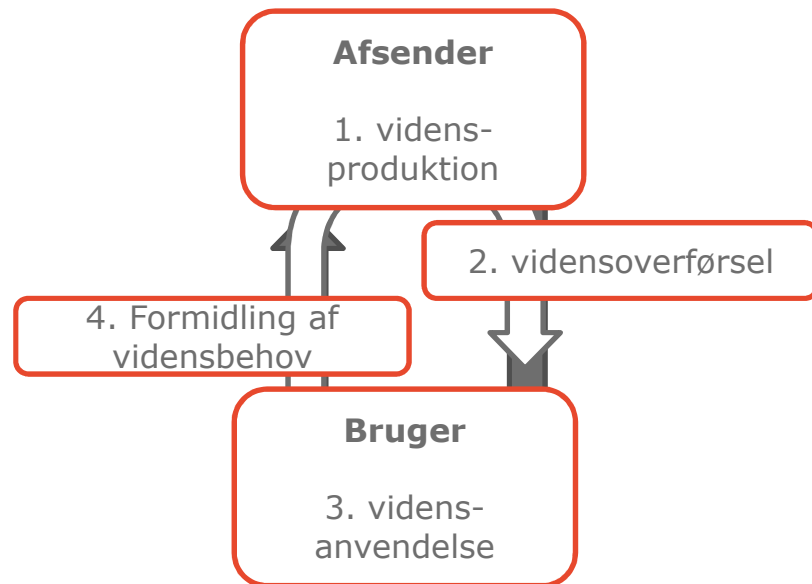 Afsender
1. videns-
produktion
2. vidensoverførsel
4. Formidling af
vidensbehov
Bruger
3. videns-
anvendelse